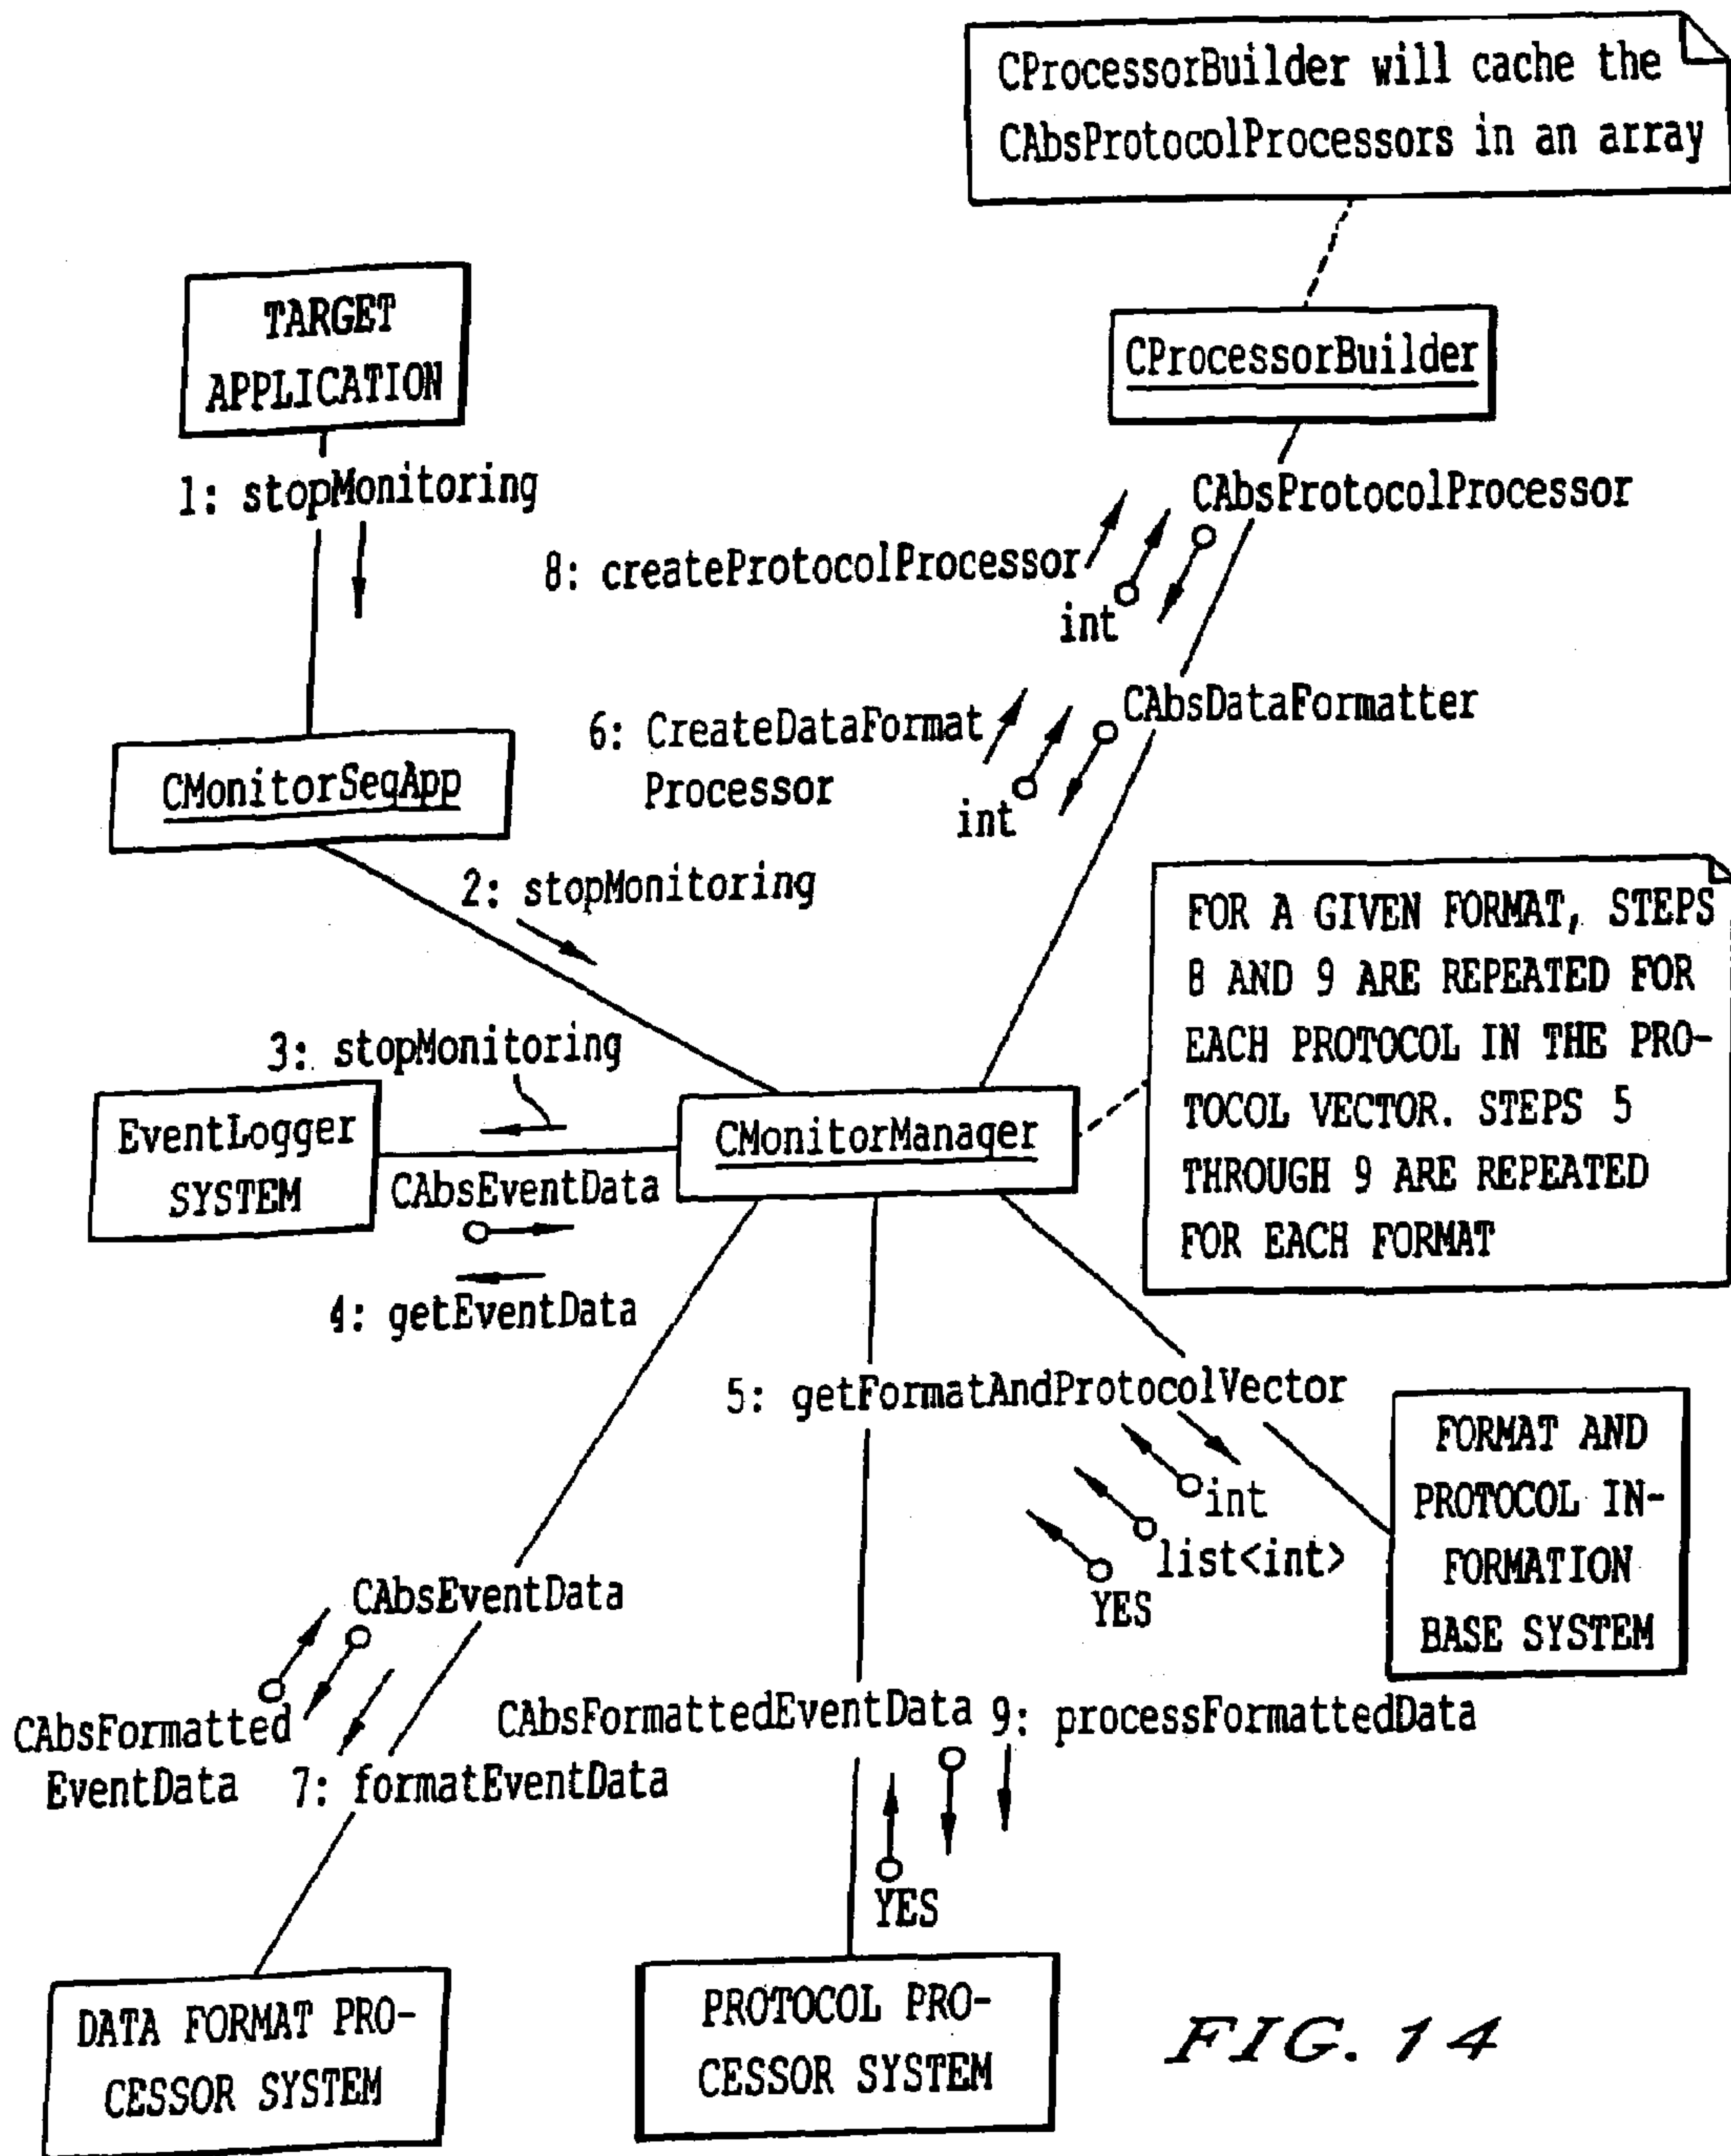 CProcessorBuilder will cache the
CAbsProtocolProcessors in an array
TARGET
APPLICATION
CProcessorBuilder
1: stopMonitoring
CAbsProtocolProcessor
8: createProtocolProcessor
int
6: CreateDataFormat
Processor
CAbsDataFormatter
int
CMonitorSeqApp
2: stopMonitoring
FOR A GIVEN FORMAT, STEPS
8 AND 9 ARE REPEATED FOR
EACH PROTOCOL IN THE PRO-
TOCOL VECTOR. STEPS 5
THROUGH 9 ARE REPEATED
FOR EACH FORMAT
3: stopMonitoring
EventLogger
SYSTEM
CMonitorManager
CAbsEventData
4: getEventData
5: getFormatAndProtocolVector
int
list<int>
YES
FORMAT AND
PROTOCOL IN-
FORMATION
BASE SYSTEM
CAbsEventData
CAbsFormatted
EventData
7: formatEventData
CAbsFormattedEventData
9: processFormattedData
YES
DATA FORMAT PRO-
CESSOR SYSTEM
PROTOCOL PRO-
CESSOR SYSTEM
FIG. 14